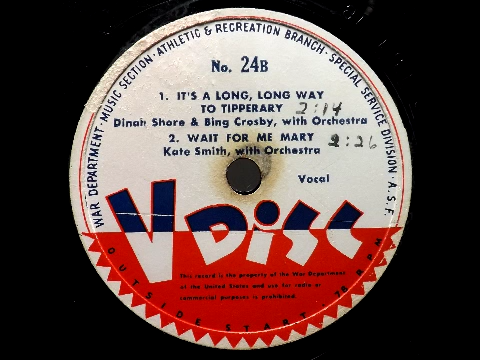 WAR DEPARTMENT · MUSIC SECTION · ATHLETIC & RECREATION BRANCH · SPECIAL SERVICE DIVISION · A.S.F.
No. 24B
1. IT'S A LONG, LONG WAY
TO TIPPERARY 2:14
Dinah Shore & Bing Crosby, with Orchestra
2. WAIT FOR ME MARY 2:26
Kate Smith, with Orchestra
Vocal
V DiSC
This record is the property of the War Department
of the United States and use for radio or
commercial purposes is prohibited.
OUTSIDE START · 78 RPM